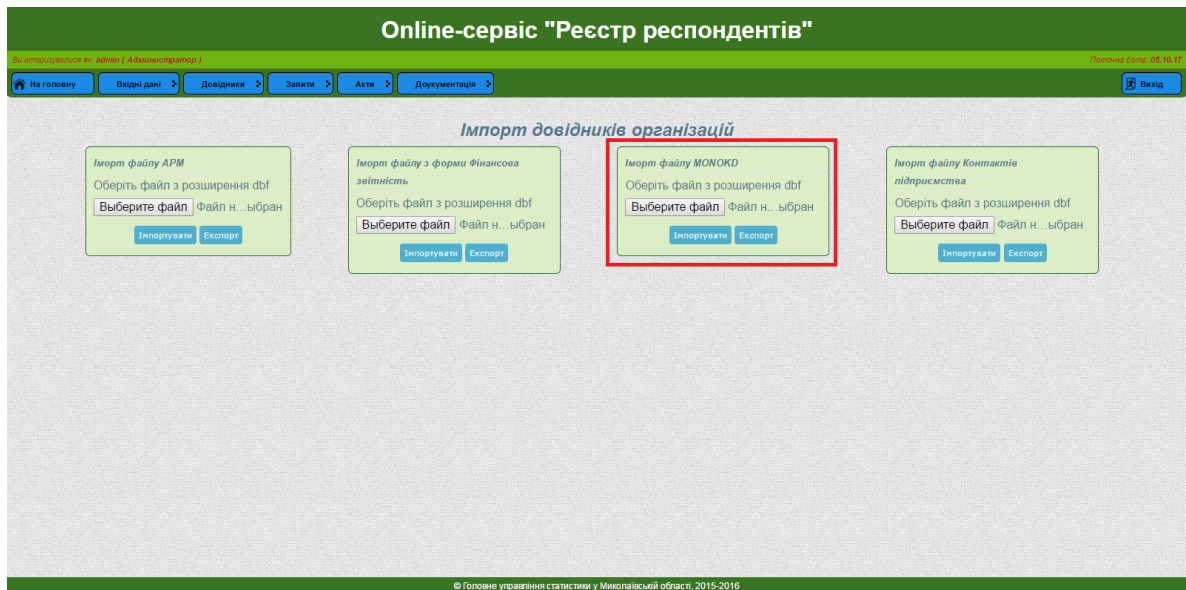 Online-сервіс "Реєстр респондентів"
Ви авторизувалися як: admin ( Администратор )
Поточна дата: 05.10.17
На головну
Вхідні дані
Довідники
Запити
Акти
Доукументація
Вихід
Імпорт довідників організацій
Іморт файлу АРМ
Оберіть файл з розширення dbf
Выберите файл Файл н...ыбран
Імпортувати Експорт
Іморт файлу з форми Фінансова
звітність
Оберіть файл з розширення dbf
Выберите файл Файл н...ыбран
Імпортувати Експорт
Іморт файлу MONOKD
Оберіть файл з розширення dbf
Выберите файл Файл н...ыбран
Імпортувати Експорт
Іморт файлу Контактів
підприємства
Оберіть файл з розширення dbf
Выберите файл Файл н...ыбран
Імпортувати Експорт
© Головне управління статистики у Миколаївській області, 2015-2016